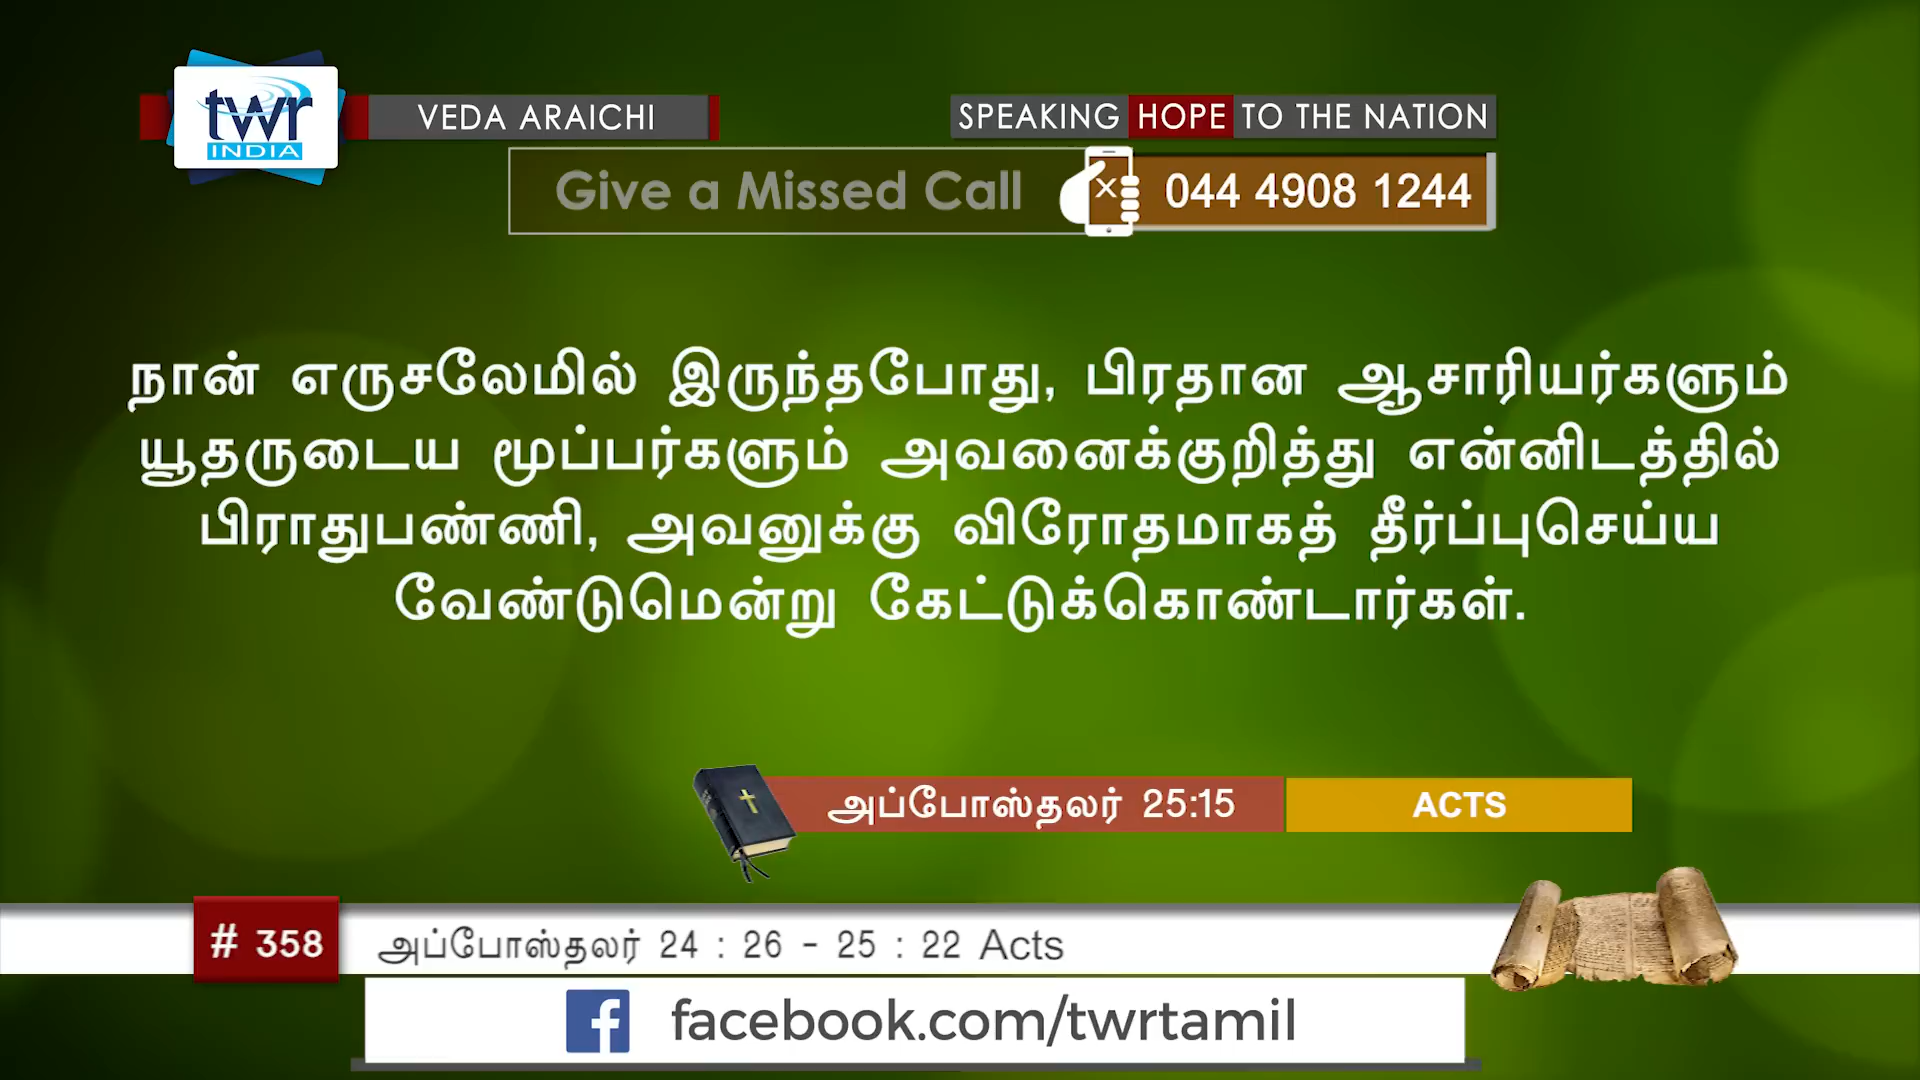 twr
INDIA
VEDA ARAICHI
SPEAKING HOPE TO THE NATION
Give a Missed Call
044 4908 1244
நான் எருசலேமில் இருந்தபோது, பிரதான ஆசாரியர்களும்
யூதருடைய மூப்பர்களும் அவனைக்குறித்து என்னிடத்தில்
பிராதுபண்ணி, அவனுக்கு விரோதமாகத் தீர்ப்புசெய்ய
வேண்டுமென்று கேட்டுக்கொண்டார்கள்.
அப்போஸ்தலர் 25:15
ACTS
# 358
அப்போஸ்தலர் 24 : 26 - 25 : 22 Acts
facebook.com/twrtamil